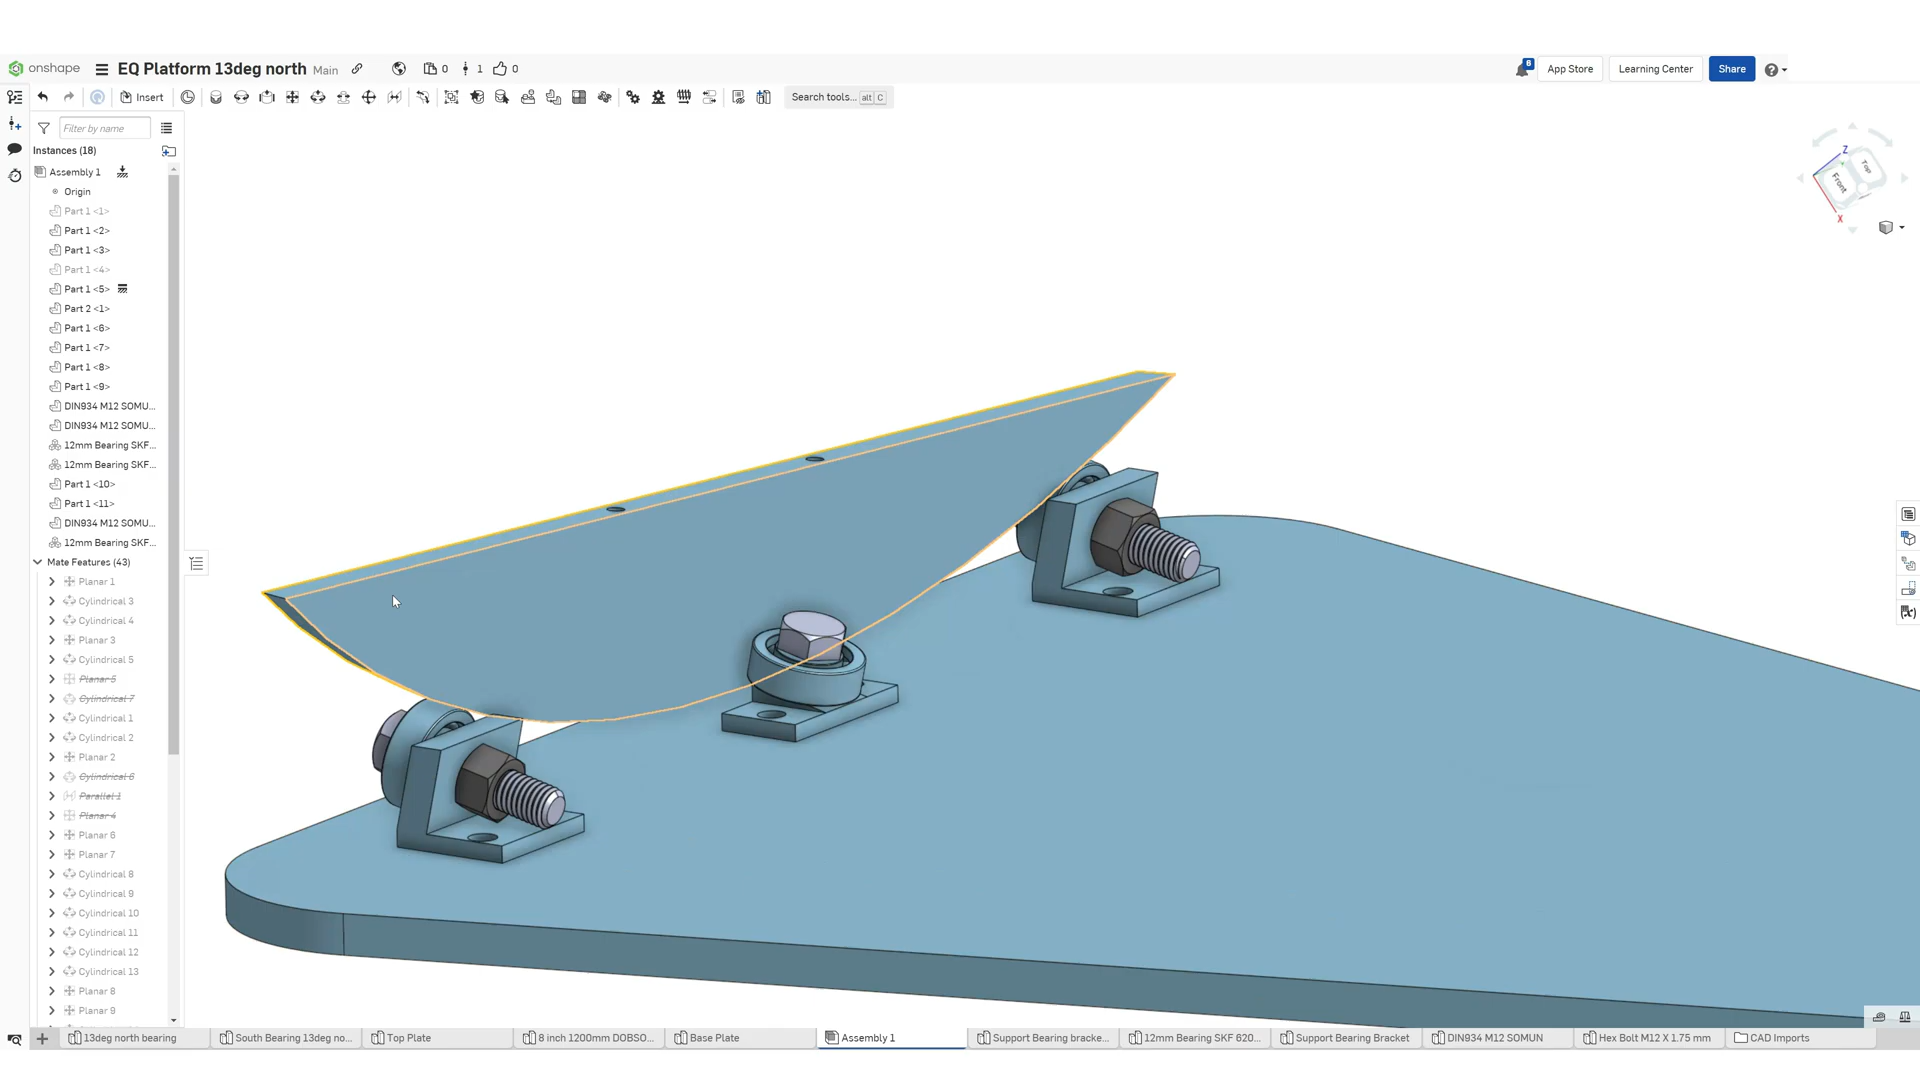 onshape EQ Platform 13deg north Main 0 1 0 8 App Store Learning Center Share
Insert Search tools... alt C
Filter by name
Instances (18)
Assembly 1
Origin
Part 1 <1>
Part 1 <2>
Part 1 <3>
Part 1 <4>
Part 1 <5>
Part 2 <1>
Part 1 <6>
Part 1 <7>
Part 1 <8>
Part 1 <9>
DIN934 M12 SOMU...
DIN934 M12 SOMU...
12mm Bearing SKF...
12mm Bearing SKF...
Part 1 <10>
Part 1 <11>
DIN934 M12 SOMU...
12mm Bearing SKF...
Mate Features (43)
Planar 1
Cylindrical 3
Cylindrical 4
Planar 3
Cylindrical 5
Planar 5
Cylindrical 7
Cylindrical 1
Cylindrical 2
Planar 2
Cylindrical 6
Parallel 1
Planar 4
Planar 6
Planar 7
Cylindrical 8
Cylindrical 9
Cylindrical 10
Cylindrical 11
Cylindrical 12
Cylindrical 13
Planar 8
Planar 9
Z
Top
Front
X
13deg north bearing South Bearing 13deg no... Top Plate 8 inch 1200mm DOBSO... Base Plate Assembly 1 Support Bearing bracke... 12mm Bearing SKF 620... Support Bearing Bracket DIN934 M12 SOMUN Hex Bolt M12 X 1.75 mm CAD Imports